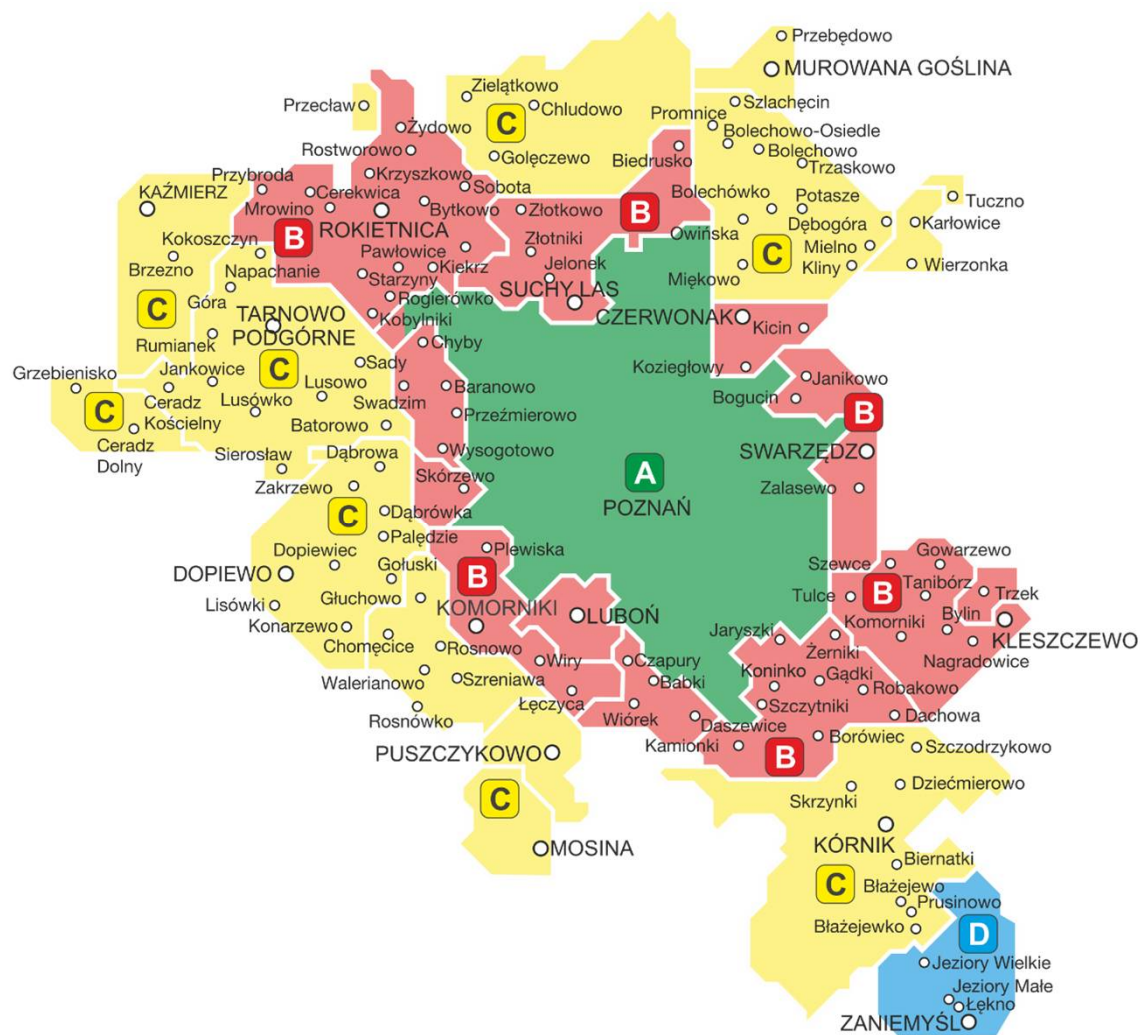 Przebędowo
MUROWANA GOŚLINA
Zielątkowo
Chludowo
Szlachęcin
Przecław
Promnice
C
Żydowo
Bolechowo-Osiedle
Rostworowo
Golęczewo
Biedrusko
Bolechowo
Trzaskowo
Przybroda
Krzyszkowo
KAŹMIERZ
Cerekwica
Sobota
Bolechówko
Potasze
Tuczno
Mrowino
Bytkowo
Złotkowo
B
Dębogóra
Karłowice
ROKIETNICA
B
Owińska
Kokoszczyn
Złotniki
Mielno
Pawłowice
C
Brzezno
Napachanie
Kiekrz
Jelonek
Miękowo
Kliny
Wierzonka
Starzyny
SUCHY LAS
Góra
Rogierówko
C
TARNOWO
PODGÓRNE
Kobylniki
CZERWONAK
Kicin
Rumianek
Chyby
Grzebienisko
Jankowice
C
Sady
Koziegłowy
Janikowo
Lusowo
Baranowo
Bogucin
C
Ceradz
Kościelny
Lusówko
Swadzim
Przeźmierowo
B
Ceradz
Dolny
Batorowo
Sierosław
Dąbrowa
Wysogotowo
SWARZĘDZ
Skórzewo
A
Zakrzewo
POZNAŃ
Zalasewo
C
Dąbrówka
Palędzie
Plewiska
Dopiewiec
Szewce
Gowarzewo
DOPIEWO
Gołuski
B
Tanibórz
Trzek
Głuchowo
Tulce
B
Lisówki
KOMORNIKI
LUBOŃ
Bylin
Konarzewo
Komorniki
KLESZCZEWO
Jaryszki
Chomęcice
Rosnowo
Żerniki
Nagradowice
Wiry
Czapury
Koninko
Gądki
Walerianowo
Szreniawa
Babki
Robakowo
Łęczyca
Szczytniki
Rosnówko
Wiórek
Daszewice
Dachowa
PUSZCZYKOWO
Kamionki
B
Borówiec
Szczodrzykowo
C
Skrzynki
Dziećmierowo
MOSINA
KÓRNIK
Biernatki
C
Błażejewo
Prusinowo
Błażejewko
D
Jeziory Wielkie
Jeziory Małe
Łękno
ZANIEMYŚL